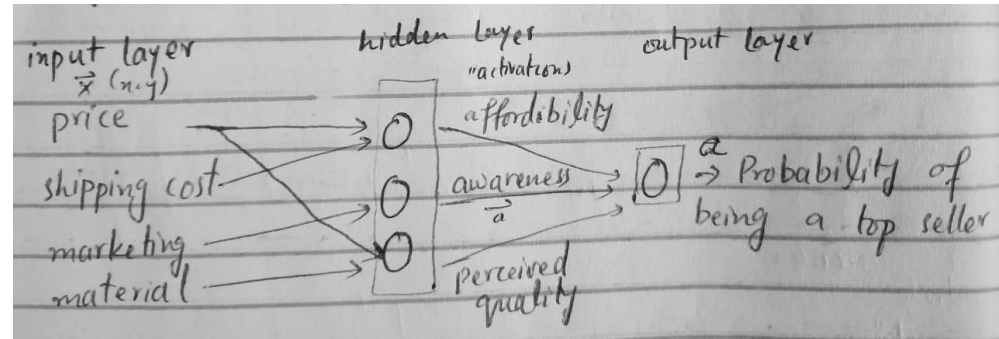 input layer
x⃗ (x,y)
price
shipping cost
marketing
material
hidden layer
"activations
affordibility
awareness
a⃗
perceived
quality
output layer
a
Probability of
being a top seller